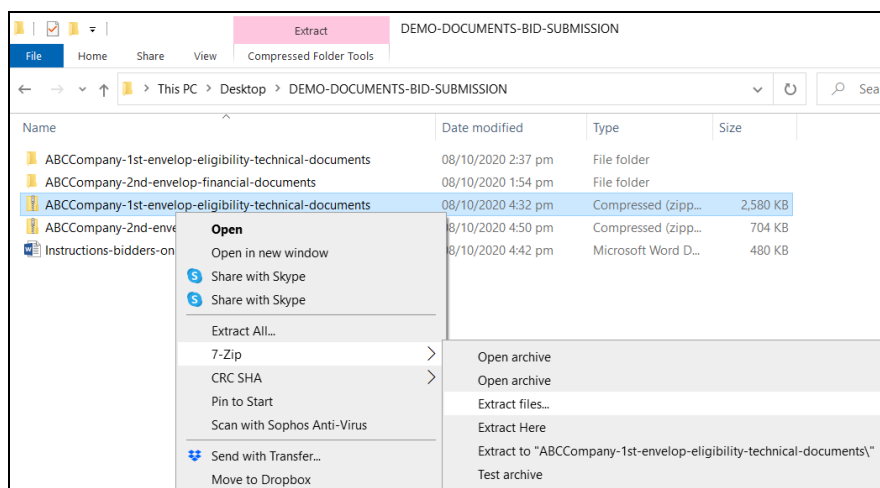 Extract
DEMO-DOCUMENTS-BID-SUBMISSION
File Home Share View Compressed Folder Tools
This PC > Desktop > DEMO-DOCUMENTS-BID-SUBMISSION
Name Date modified Type Size
ABCCompany-1st-envelop-eligibility-technical-documents 08/10/2020 2:37 pm File folder
ABCCompany-2nd-envelop-financial-documents 08/10/2020 1:54 pm File folder
ABCCompany-1st-envelop-eligibility-technical-documents 08/10/2020 4:32 pm Compressed (zipp... 2,580 KB
ABCCompany-2nd-enve 8/10/2020 4:50 pm Compressed (zipp... 704 KB
Instructions-bidders-on 8/10/2020 4:42 pm Microsoft Word D... 480 KB
Open
Open in new window
Share with Skype
Share with Skype
Extract All...
7-Zip
CRC SHA
Pin to Start
Scan with Sophos Anti-Virus
Send with Transfer...
Move to Dropbox
Open archive
Open archive
Extract files...
Extract Here
Extract to "ABCCompany-1st-envelop-eligibility-technical-documents\"
Test archive